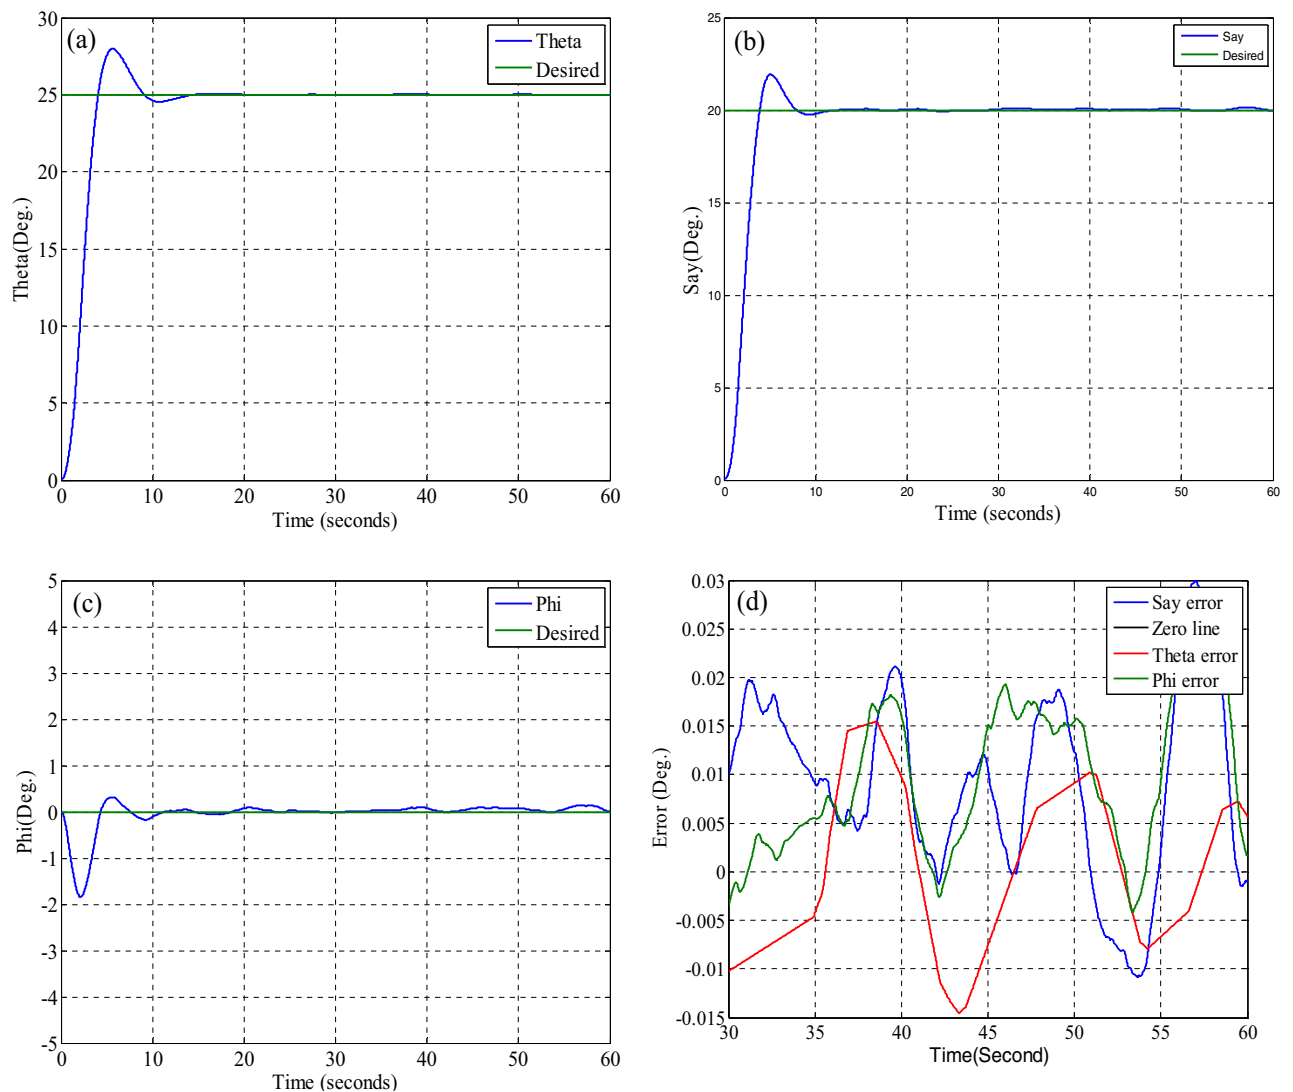 (a)
Theta
Desired
30
25
20
15
10
5
0
0 10 20 30 40 50 60
Theta(Deg.)
Time (seconds)
(b)
Say
Desired
25
20
15
10
5
0
0 10 20 30 40 50 60
Say(Deg.)
Time (seconds)
(c)
Phi
Desired
5
4
3
2
1
0
-1
-2
-3
-4
-5
0 10 20 30 40 50 60
Phi(Deg.)
Time (seconds)
(d)
Say error
Zero line
Theta error
Phi error
0.03
0.025
0.02
0.015
0.01
0.005
0
-0.005
-0.01
-0.015
30 35 40 45 50 55 60
Error (Deg.)
Time(Second)